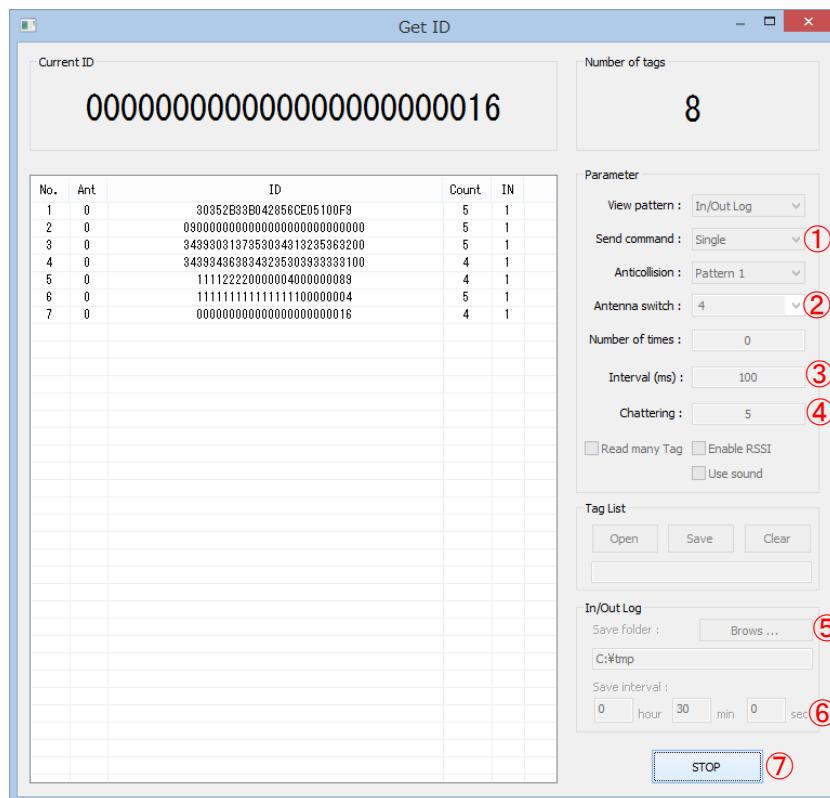 Get ID
Current ID
000000000000000000000016
Number of tags
8
No. Ant ID Count IN
1 0 30352B33B042856CE05100F9 5 1
2 0 090000000000000000000000000000 5 1
3 0 343930313735303431323536320 0 5 1
4 0 3439343638343235303933333100 4 1
5 0 111122220000004000000089 4 1
6 0 111111111111111100000004 5 1
7 0 000000000000000000000016 4 1
Parameter
View pattern : In/Out Log
Send command : Single ①
Anticollision : Pattern 1
Antenna switch : 4 ②
Number of times : 0
Interval (ms) : 100 ③
Chattering : 5 ④
Read many Tag Enable RSSI
Use sound
Tag List
Open Save Clear
In/Out Log
Save folder : Brows ... ⑤
C:¥tmp
Save interval :
0 hour 30 min 0 sec ⑥
STOP ⑦